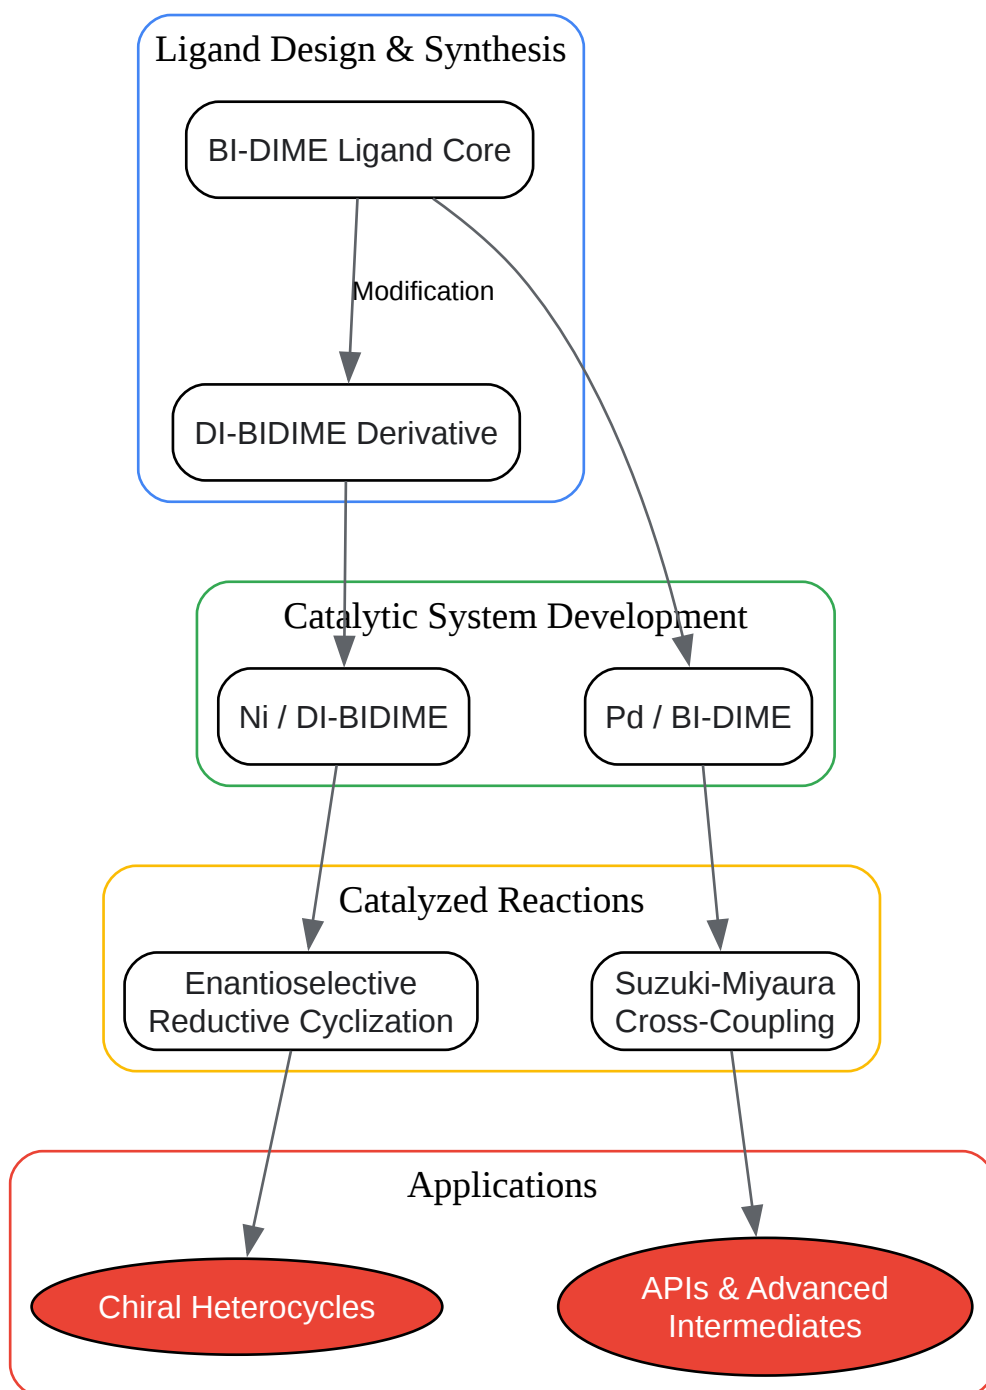 Ligand Design & Synthesis
BI-DIME Ligand Core
Modification
DI-BIDIME Derivative
Catalytic System Development
Ni / DI-BIDIME
Pd / BI-DIME
Catalyzed Reactions
Enantioselective
Reductive Cyclization
Suzuki-Miyaura
Cross-Coupling
Applications
Chiral Heterocycles
APIs & Advanced
Intermediates